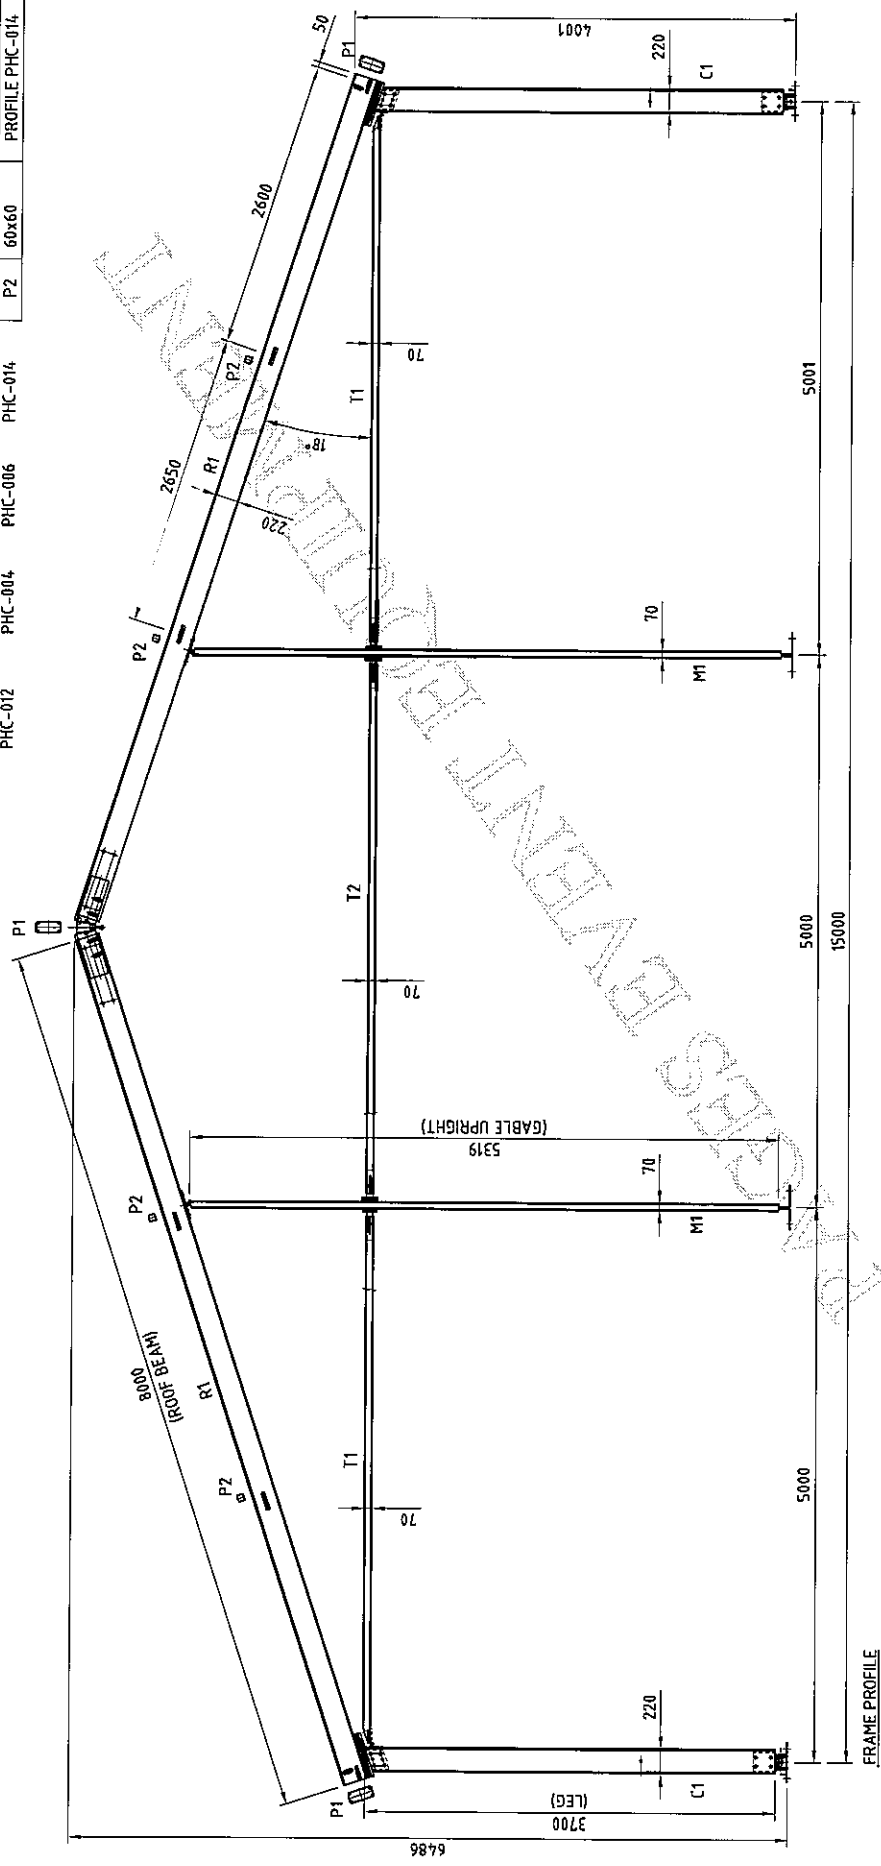 PHC-012 PHC-004 PHC-006 PHC-014
P2 60x60 PROFILE PHC-014
P1
P1
P1
50
2600
2650
P2
P2
P2
P2
R1
R1
220
18°
8000
(ROOF BEAM)
T1
T2
T1
70
70
70
4001
220
C1
70
M1
5319
(GABLE UPRIGHT)
70
M1
220
C1
3700
(LEG)
6486
5000
5000
5001
15000
FRAME PROFILE
PAGES EVENT EQUIPMENT